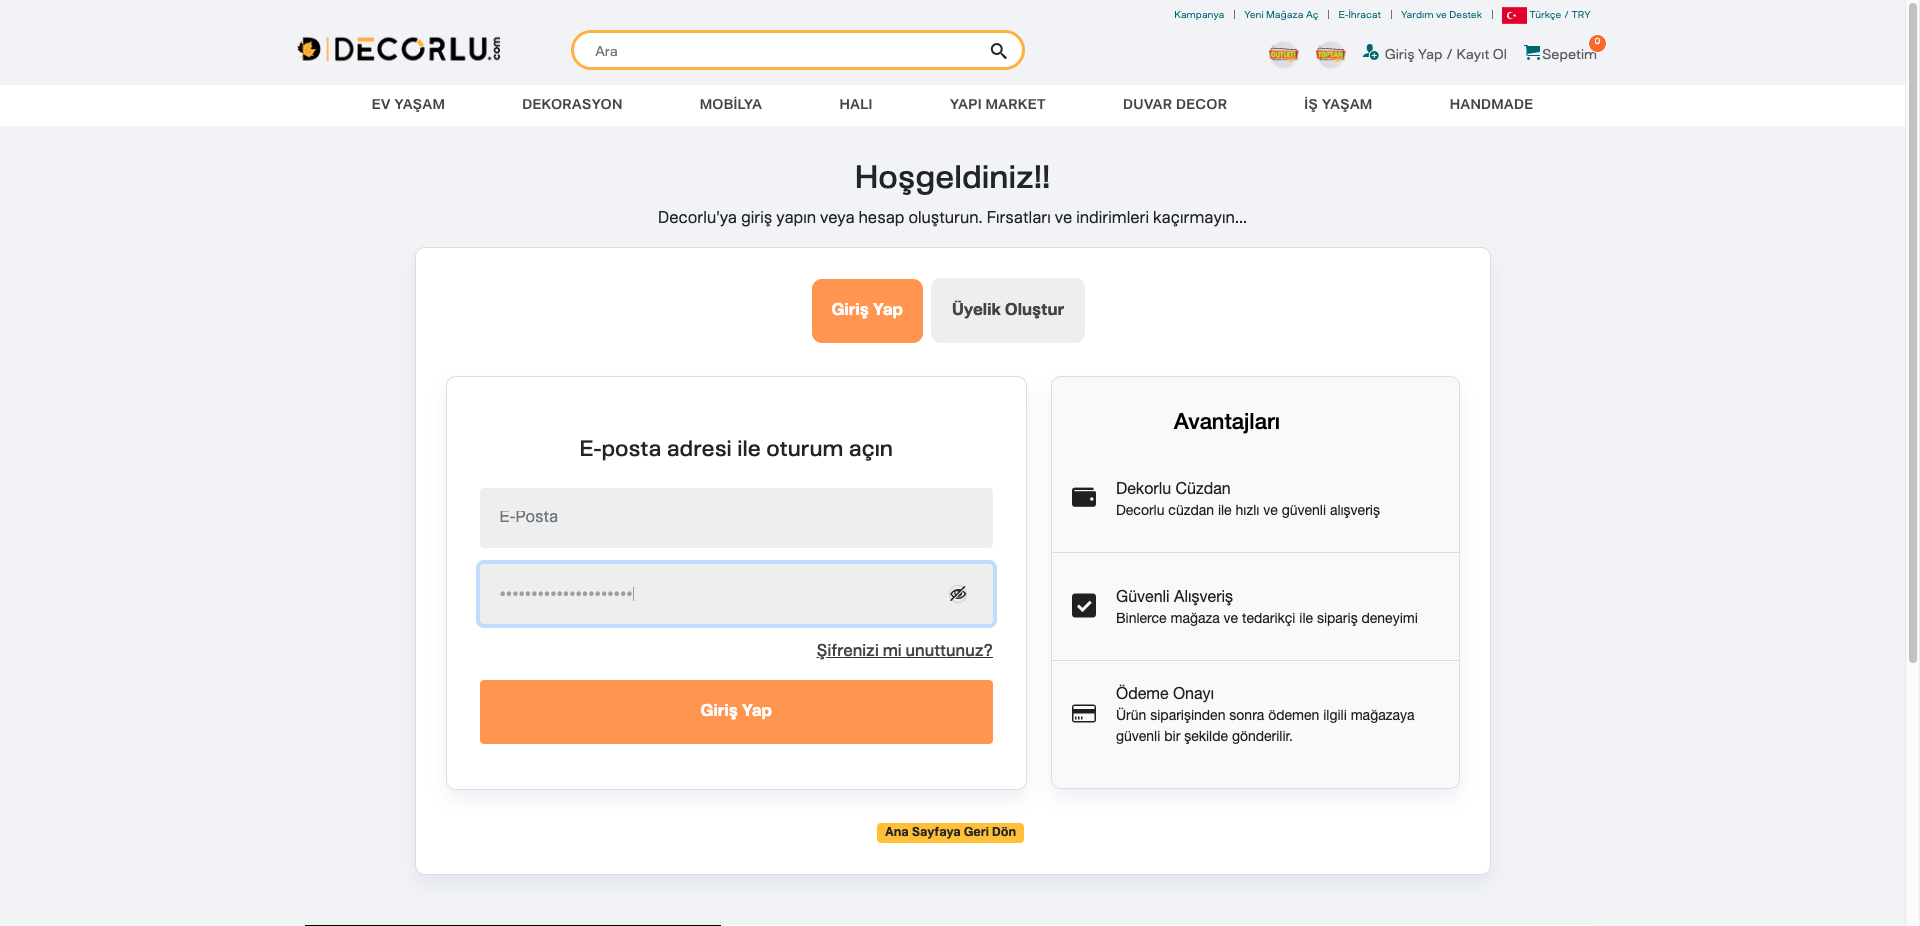 Kampanya | Yeni Mağaza Aç | E-İhracat | Yardım ve Destek | Türkçe / TRY
DECORLU.com
Ara
OUTLET
TOPTAN
Giriş Yap / Kayıt Ol
Sepetim
0
EV YAŞAM
DEKORASYON
MOBİLYA
HALI
YAPI MARKET
DUVAR DECOR
İŞ YAŞAM
HANDMADE
Hoşgeldiniz!!
Decorlu'ya giriş yapın veya hesap oluşturun. Fırsatları ve indirimleri kaçırmayın...
Giriş Yap
Üyelik Oluştur
E-posta adresi ile oturum açın
E-Posta
•••••••••••••••••••••
Şifrenizi mi unuttunuz?
Giriş Yap
Avantajları
Dekorlu Cüzdan
Decorlu cüzdan ile hızlı ve güvenli alışveriş
Güvenli Alışveriş
Binlerce mağaza ve tedarikçi ile sipariş deneyimi
Ödeme Onayı
Ürün siparişinden sonra ödemen ilgili mağazaya
güvenli bir şekilde gönderilir.
Ana Sayfaya Geri Dön